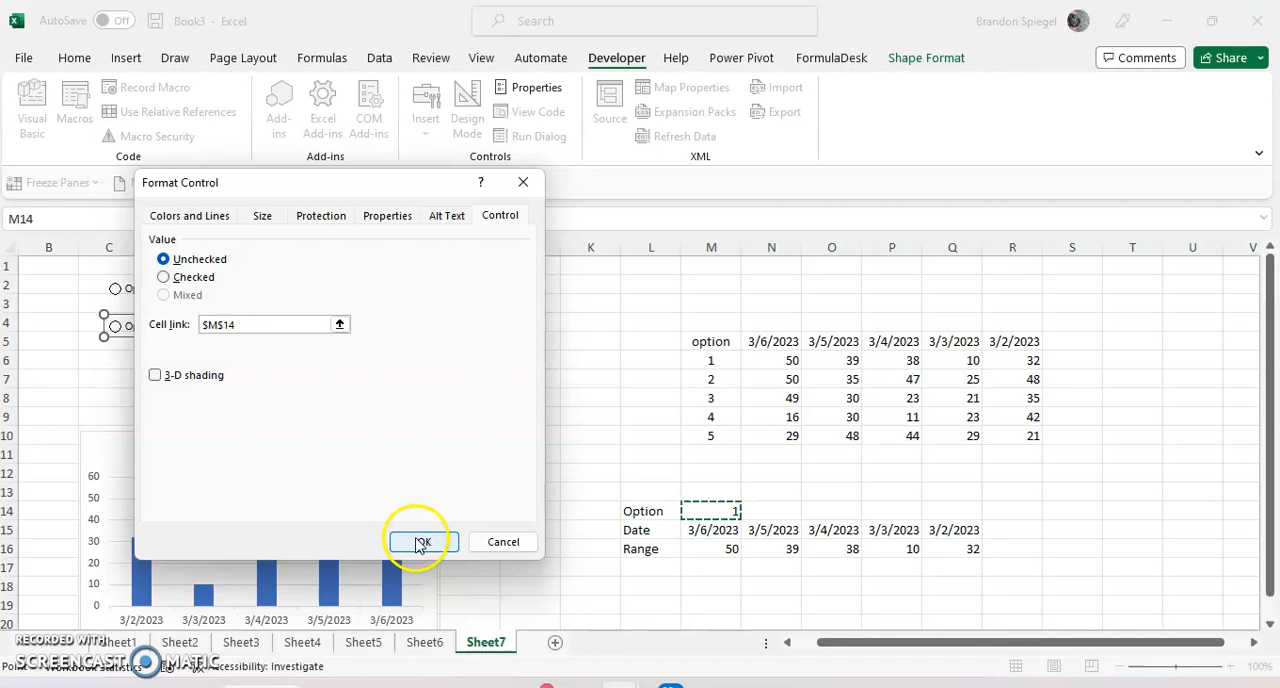 AutoSave Off Book3 - Excel Search Brandon Spiegel
File Home Insert Draw Page Layout Formulas Data Review View Automate Developer Help Power Pivot FormulaDesk Shape Format Comments Share
Visual Basic Macros Record Macro Use Relative References Macro Security
Add-ins Excel Add-ins COM Add-ins Insert Design Mode Properties View Code Run Dialog
Source Map Properties Expansion Packs Refresh Data Import Export
Code Add-ins Controls XML
Freeze Panes
M14
Format Control ? 
Colors and Lines Size Protection Properties Alt Text Control
Value
Unchecked
Checked
Mixed
Cell link: $M$14
3-D shading
OK Cancel
B C K L M N O P Q R S T U V
1
2
3
4
5 option 3/6/2023 3/5/2023 3/4/2023 3/3/2023 3/2/2023
6 1 50 39 38 10 32
7 2 50 35 47 25 48
8 3 49 30 23 21 35
9 4 16 30 11 23 42
10 5 29 48 44 29 21
11
12
13
14 Option 1
15 Date 3/6/2023 3/5/2023 3/4/2023 3/3/2023 3/2/2023
16 Range 50 39 38 10 32
17
18
19
20
60
50
40
30
20
10
0
3/2/2023 3/3/2023 3/4/2023 3/5/2023 3/6/2023
Sheet2 Sheet3 Sheet4 Sheet5 Sheet6 Sheet7
RECORDED WITH
SCREENCAST MATIC
Workbook Statistics Accessibility: Investigate 100%